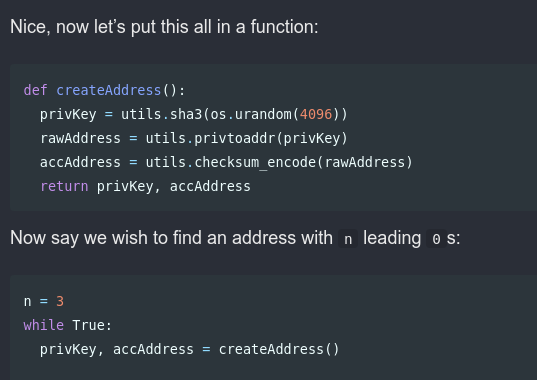 Nice, now let’s put this all in a function:
def createAddress():
  privKey = utils.sha3(os.urandom(4096))
  rawAddress = utils.privtoaddr(privKey)
  accAddress = utils.checksum_encode(rawAddress)
  return privKey, accAddress
Now say we wish to find an address with n leading 0s:
n = 3
while True:
  privKey, accAddress = createAddress()